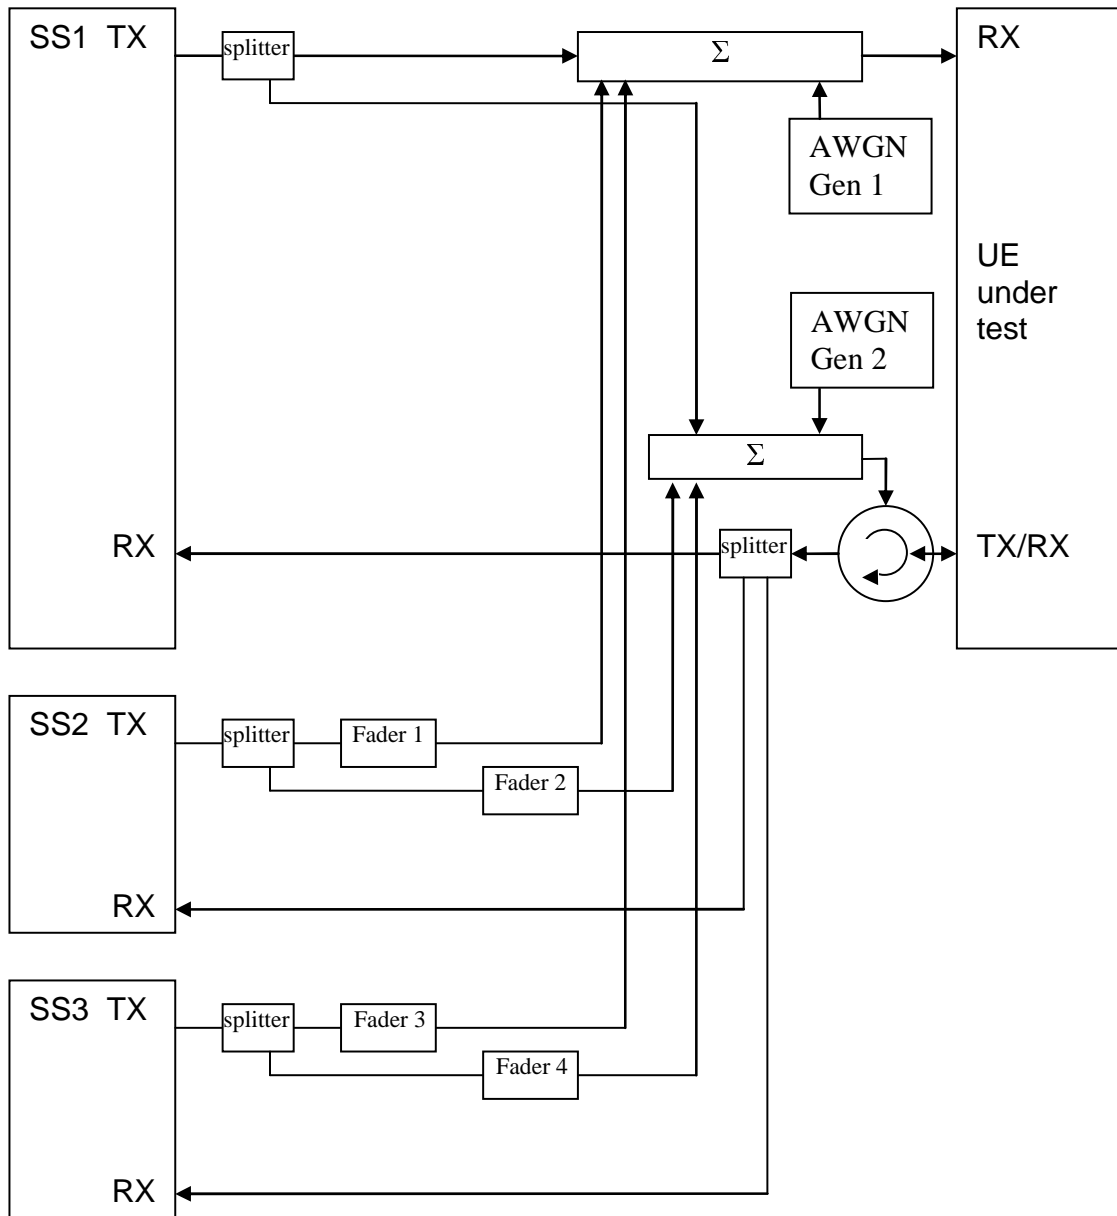 SS1 TX
splitter
Σ
RX
AWGN
Gen 1
UE
under
test
AWGN
Gen 2
Σ
RX
splitter
TX/RX
SS2 TX
splitter
Fader 1
Fader 2
RX
SS3 TX
splitter
Fader 3
Fader 4
RX